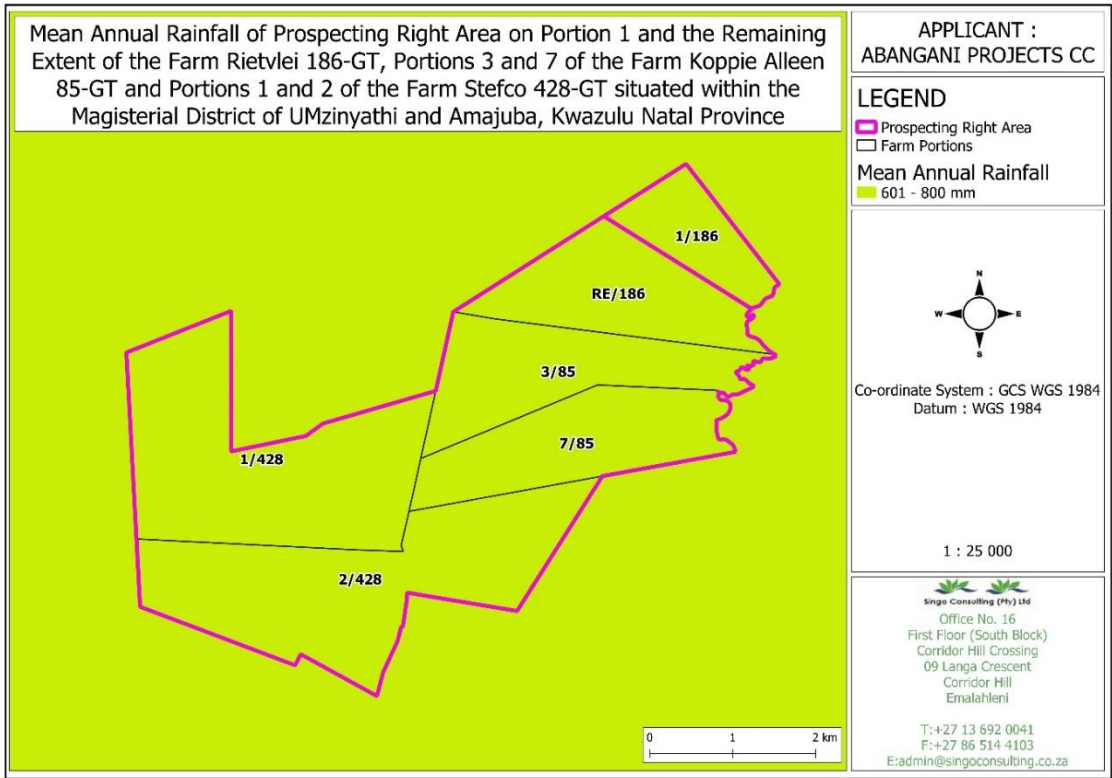 Mean Annual Rainfall of Prospecting Right Area on Portion 1 and the Remaining
Extent of the Farm Rietvlei 186-GT, Portions 3 and 7 of the Farm Koppie Alleen
85-GT and Portions 1 and 2 of the Farm Stefco 428-GT situated within the
Magisterial District of UMzinyathi and Amajuba, Kwazulu Natal Province
1/186
RE/186
3/85
7/85
1/428
2/428
0 1 2 km
APPLICANT :
ABANGANI PROJECTS CC
LEGEND
Prospecting Right Area
Farm Portions
Mean Annual Rainfall
601 - 800 mm
N
W E
S
Co-ordinate System : GCS WGS 1984
Datum : WGS 1984
1 : 25 000
Singo Consulting (Pty) Ltd
Office No. 16
First Floor (South Block)
Corridor Hill Crossing
09 Langa Crescent
Corridor Hill
Emalahleni
T:+27 13 692 0041
F:+27 86 514 4103
E:admin@singoconsulting.co.za